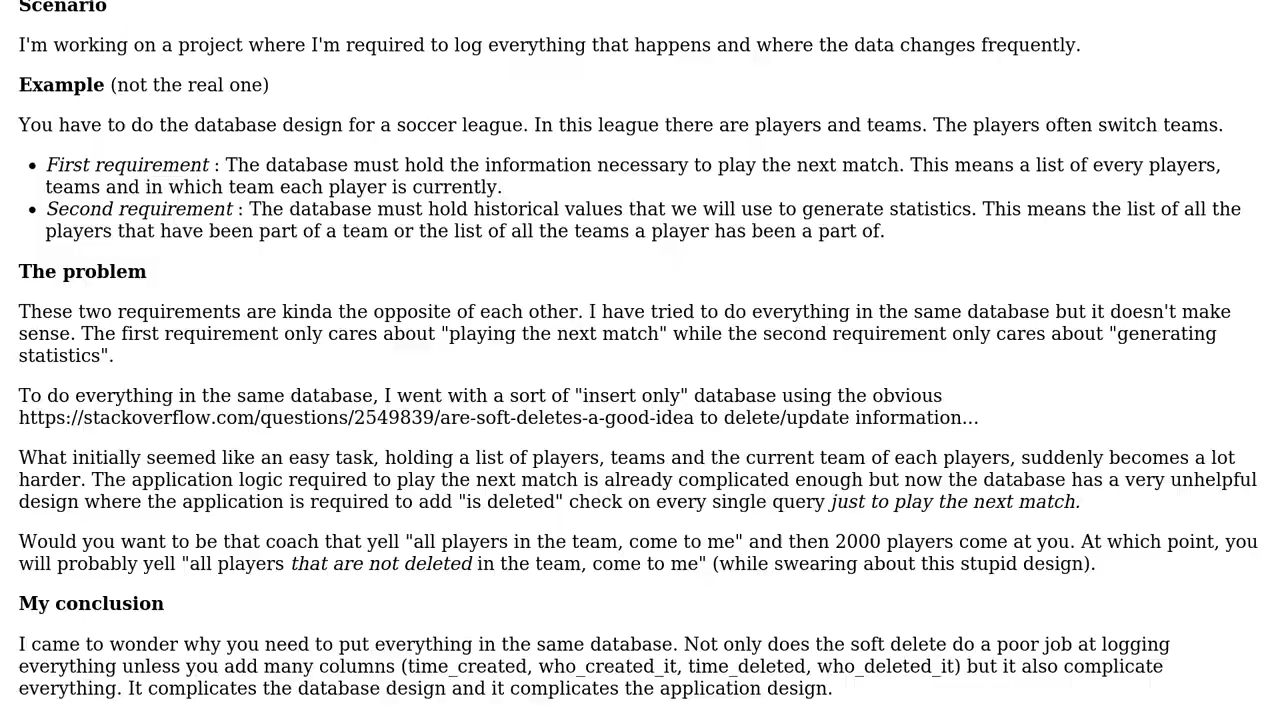 Scenario
I'm working on a project where I'm required to log everything that happens and where the data changes frequently.
Example (not the real one)
You have to do the database design for a soccer league. In this league there are players and teams. The players often switch teams.
• First requirement : The database must hold the information necessary to play the next match. This means a list of every players,
teams and in which team each player is currently.
• Second requirement : The database must hold historical values that we will use to generate statistics. This means the list of all the
players that have been part of a team or the list of all the teams a player has been a part of.
The problem
These two requirements are kinda the opposite of each other. I have tried to do everything in the same database but it doesn't make
sense. The first requirement only cares about "playing the next match" while the second requirement only cares about "generating
statistics".
To do everything in the same database, I went with a sort of "insert only" database using the obvious
https://stackoverflow.com/questions/2549839/are-soft-deletes-a-good-idea to delete/update information...
What initially seemed like an easy task, holding a list of players, teams and the current team of each players, suddenly becomes a lot
harder. The application logic required to play the next match is already complicated enough but now the database has a very unhelpful
design where the application is required to add "is deleted" check on every single query just to play the next match.
Would you want to be that coach that yell "all players in the team, come to me" and then 2000 players come at you. At which point, you
will probably yell "all players that are not deleted in the team, come to me" (while swearing about this stupid design).
My conclusion
I came to wonder why you need to put everything in the same database. Not only does the soft delete do a poor job at logging
everything unless you add many columns (time_created, who_created_it, time_deleted, who_deleted_it) but it also complicate
everything. It complicates the database design and it complicates the application design.